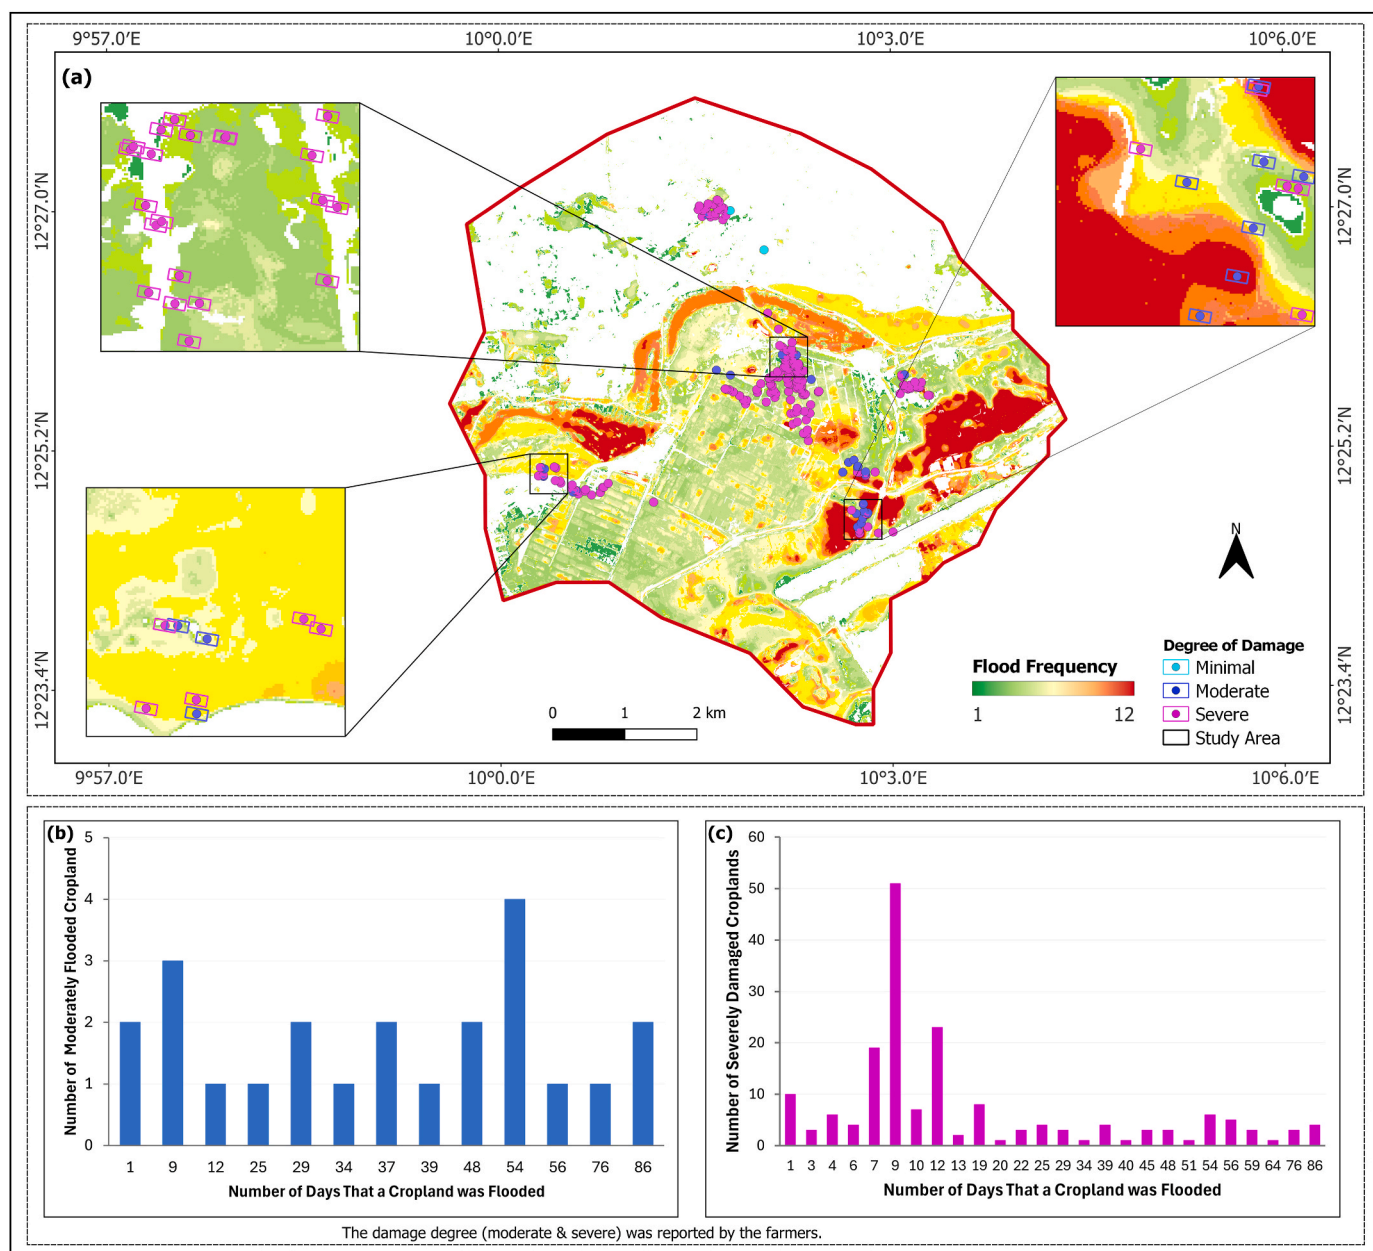 9°57.0′E 10°0.0′E 10°3.0′E 10°6.0′E
(a)
12°27.0′N
12°25.2′N
12°23.4′N
12°27.0′N
12°25.2′N
12°23.4′N
N
Flood Frequency
1 12
Degree of Damage
Minimal
Moderate
Severe
Study Area
0 1 2 km
9°57.0′E 10°0.0′E 10°3.0′E 10°6.0′E
(b)
Number of Moderately Flooded Cropland
5
4
3
2
1
0
1 9 12 25 29 34 37 39 48 54 56 76 86
Number of Days That a Cropland was Flooded
(c)
Number of Severely Damaged Croplands
60
50
40
30
20
10
0
1 3 4 6 7 9 10 12 13 19 20 22 25 29 34 39 40 45 48 51 54 56 59 64 76 86
Number of Days That a Cropland was Flooded
The damage degree (moderate & severe) was reported by the farmers.